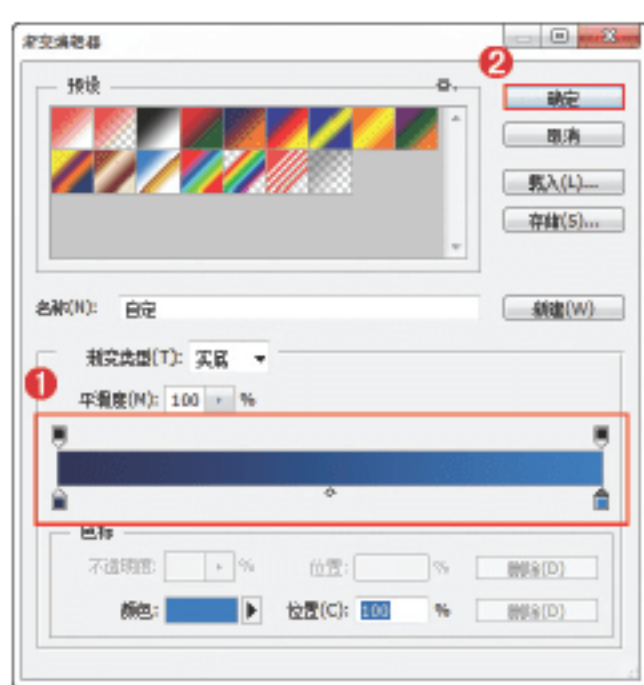 渐变编辑器
2
预设
确定
取消
载入(L)...
存储(S)...
名称(N): 自定 新建(W)
渐变类型(T): 实底
1
平滑度(M): 100 %
色标
不透明度: % 位置: % 删除(D)
颜色: 位置(C): 100 % 删除(D)